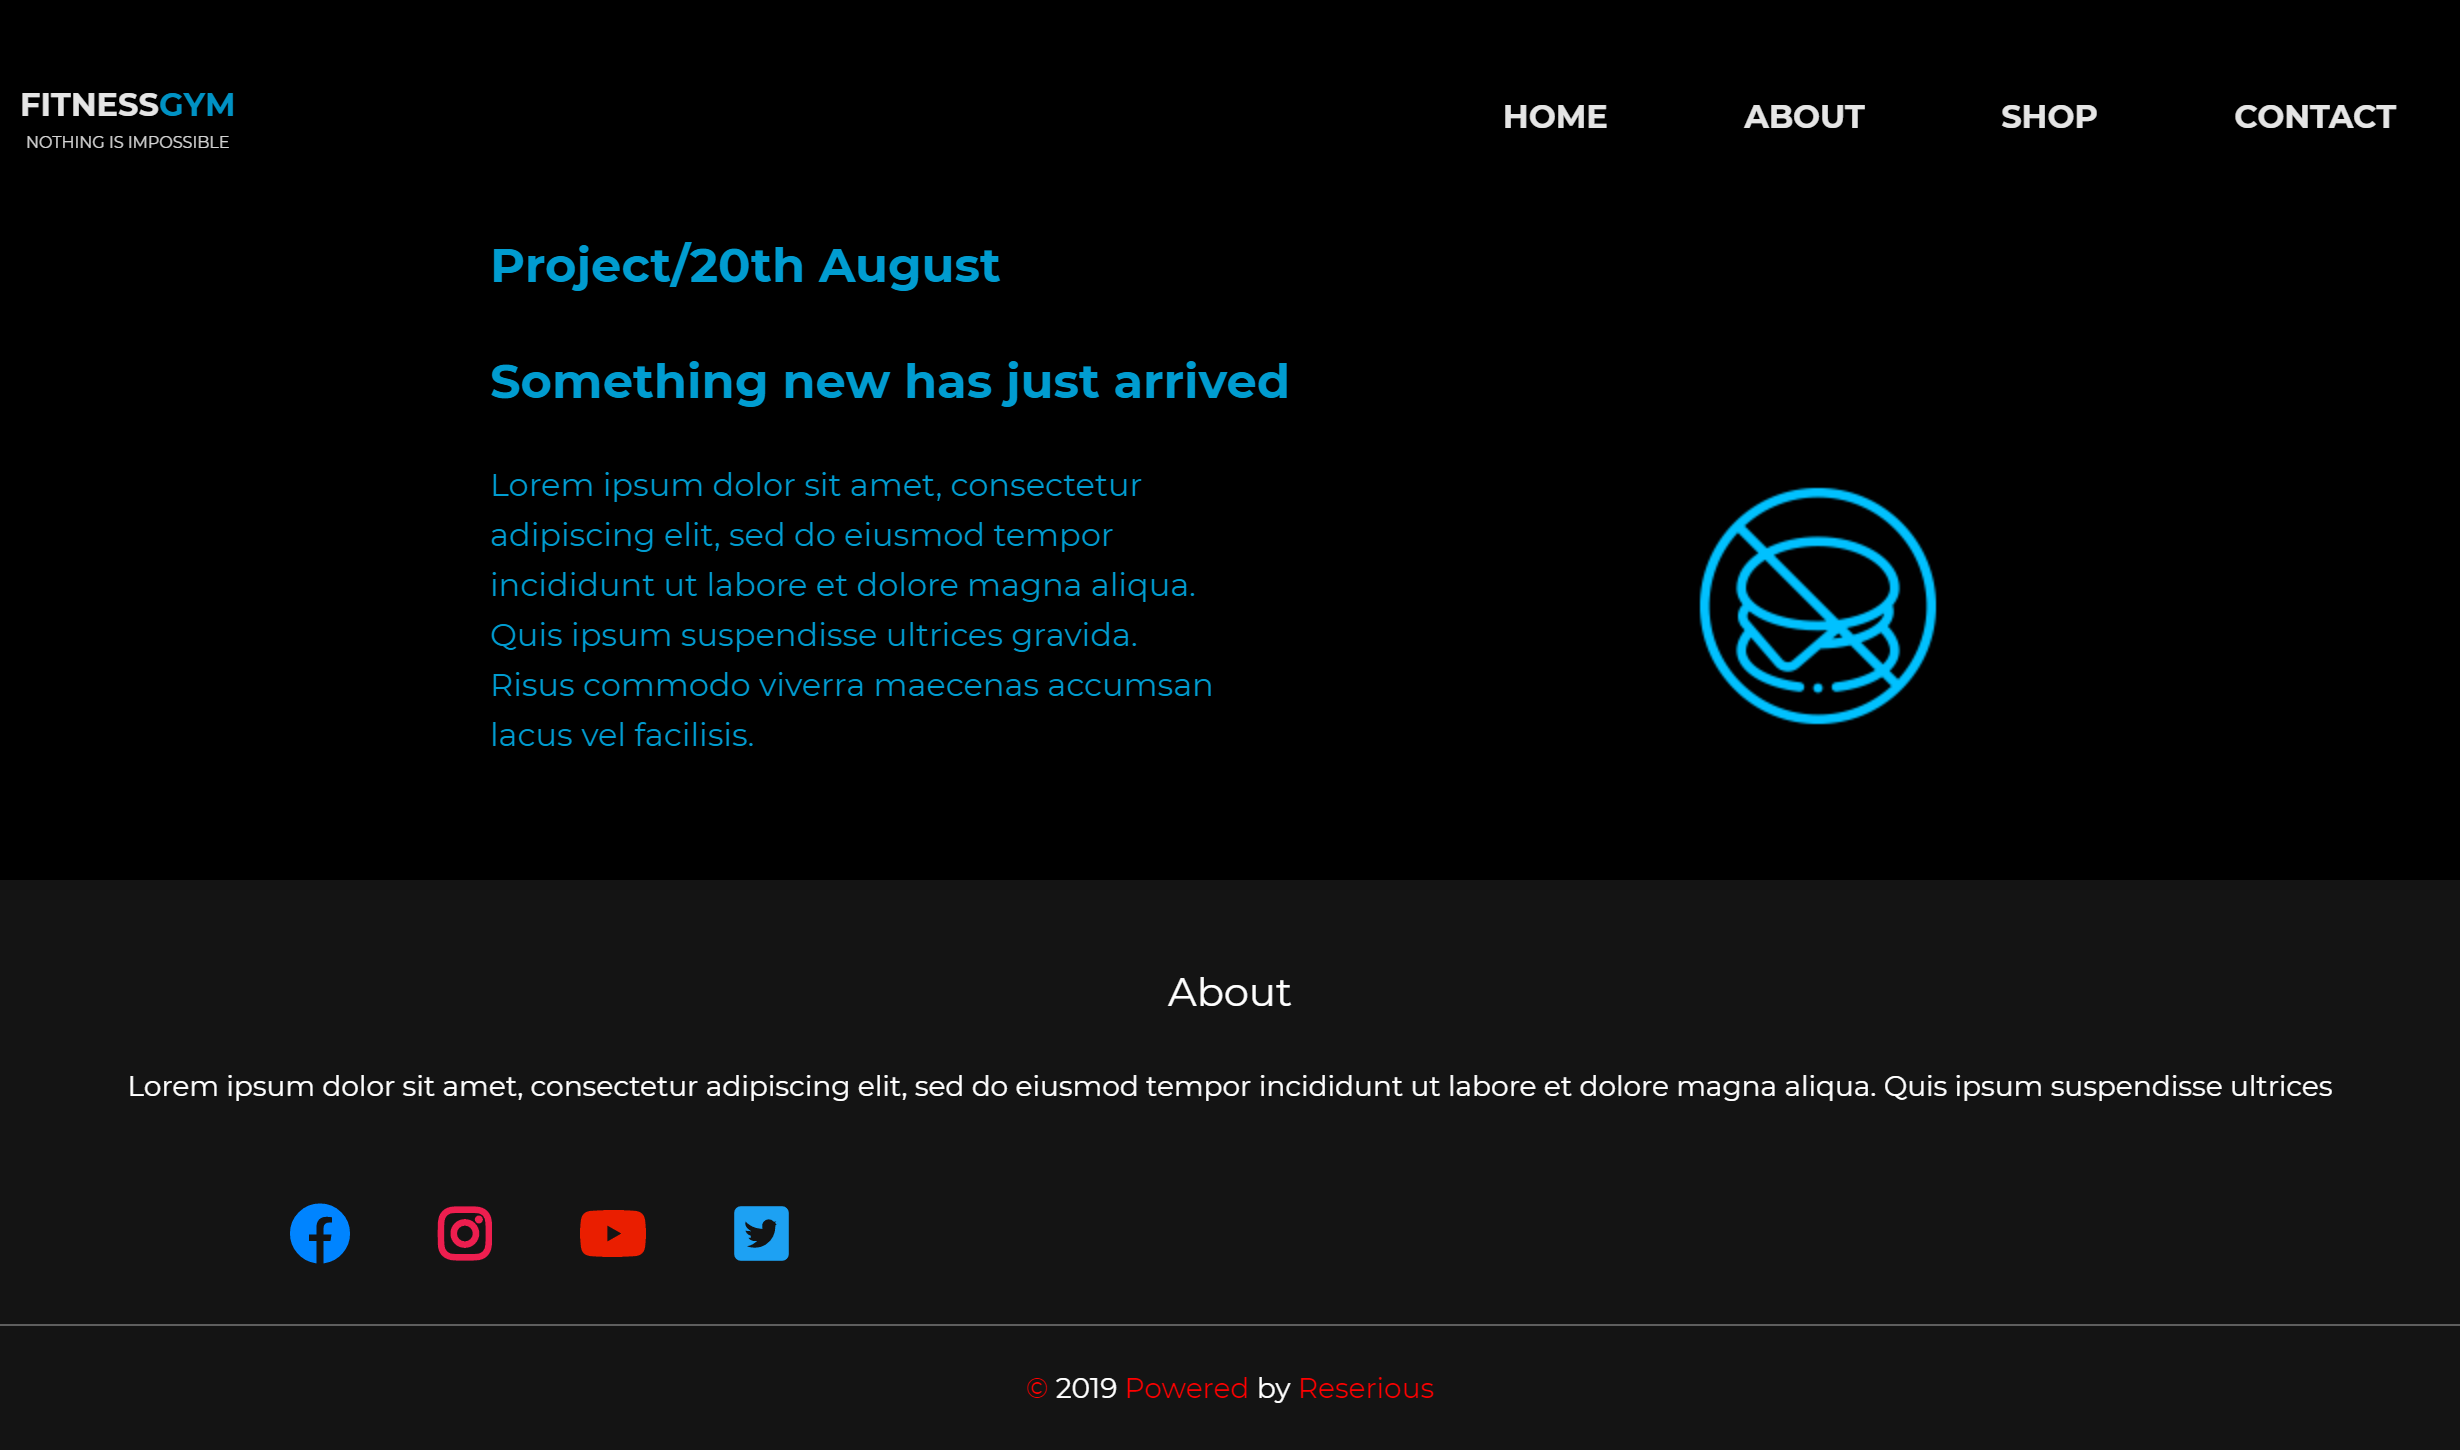 FITNESSGYM
NOTHING IS IMPOSSIBLE
HOME ABOUT SHOP CONTACT
Project/20th August
Something new has just arrived
Lorem ipsum dolor sit amet, consectetur
adipiscing elit, sed do eiusmod tempor
incididunt ut labore et dolore magna aliqua.
Quis ipsum suspendisse ultrices gravida.
Risus commodo viverra maecenas accumsan
lacus vel facilisis.
About
Lorem ipsum dolor sit amet, consectetur adipiscing elit, sed do eiusmod tempor incididunt ut labore et dolore magna aliqua. Quis ipsum suspendisse ultrices
© 2019 Powered by Reserious